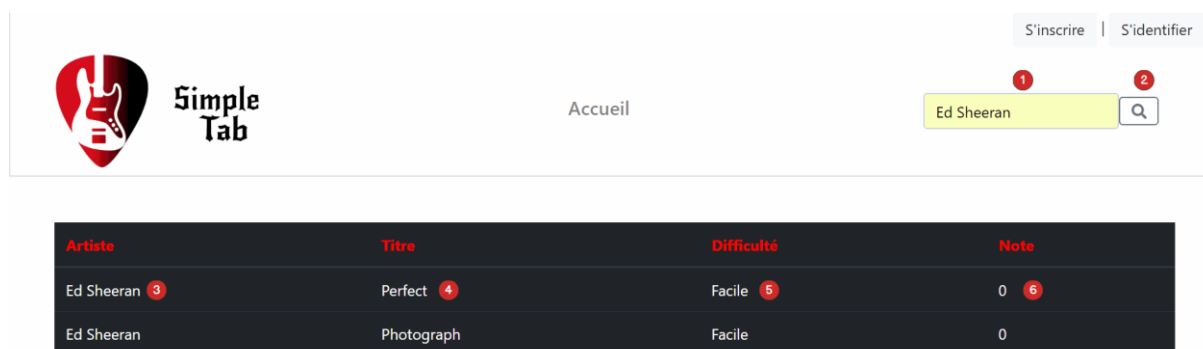 S'inscrire | S'identifier
1 2
Simple
Tab
Accueil
Ed Sheeran
Artiste Titre Difficulté Note
Ed Sheeran 3 Perfect 4 Facile 5 0 6
Ed Sheeran Photograph Facile 0